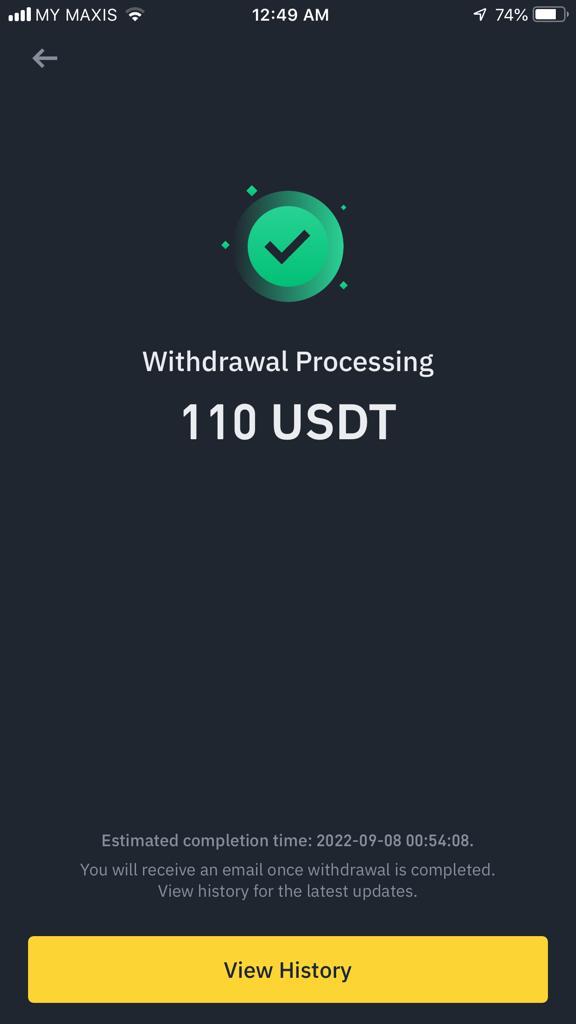 MY MAXIS 12:49 AM 74%
Withdrawal Processing
110 USDT
Estimated completion time: 2022-09-08 00:54:08.
You will receive an email once withdrawal is completed.
View history for the latest updates.
View History